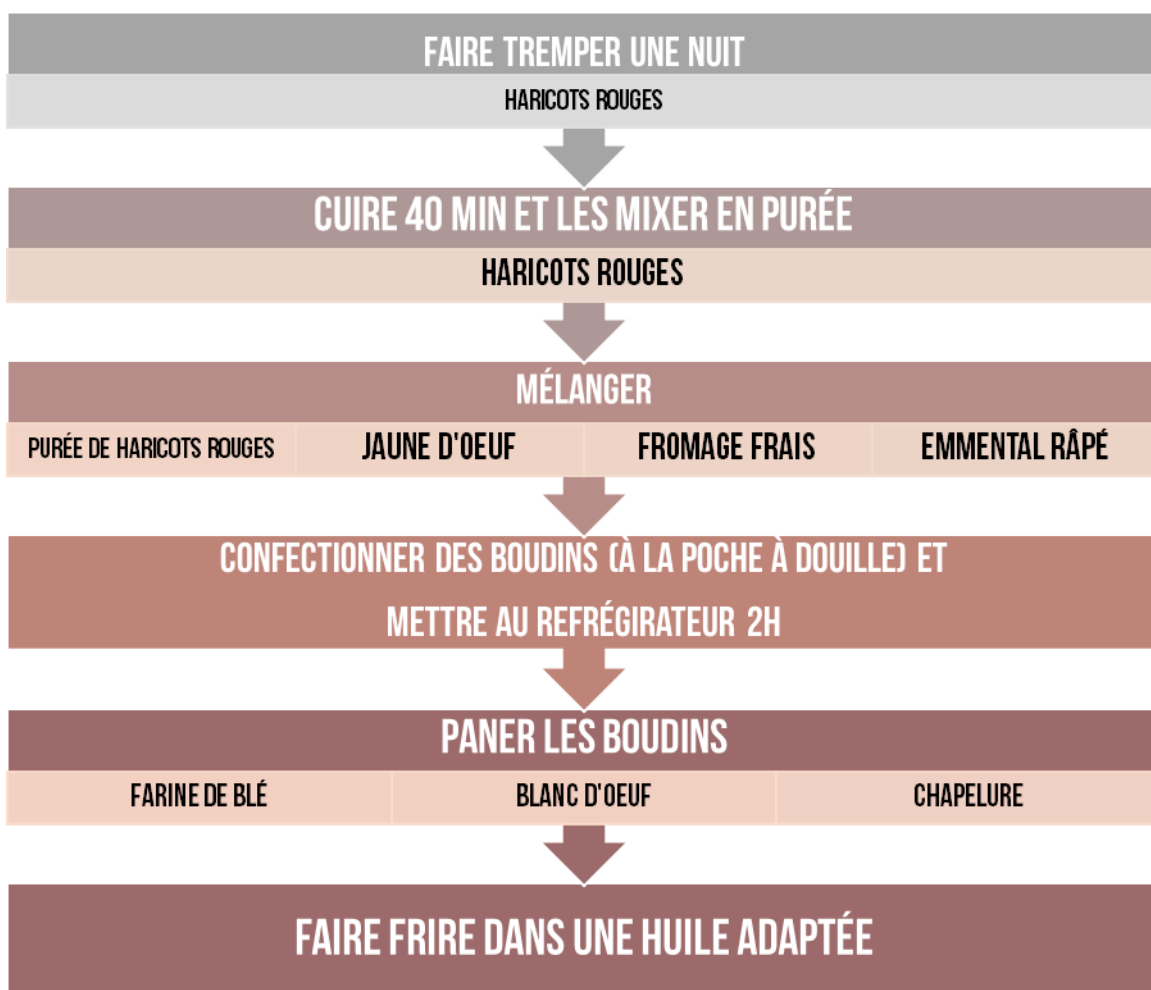 FAIRE TREMPER UNE NUIT
HARICOTS ROUGES
CUIRE 40 MIN ET LES MIXER EN PURÉE
HARICOTS ROUGES
MÉLANGER
PURÉE DE HARICOTS ROUGES
JAUNE D'OEUF
FROMAGE FRAIS
EMMENTAL RÂPÉ
CONFECTIONNER DES BOUDINS (À LA POCHE À DOUILLE) ET
METTRE AU REFRÉGIRATEUR 2H
PANER LES BOUDINS
FARINE DE BLÉ
BLANC D'OEUF
CHAPELURE
FAIRE FRIRE DANS UNE HUILE ADAPTÉE